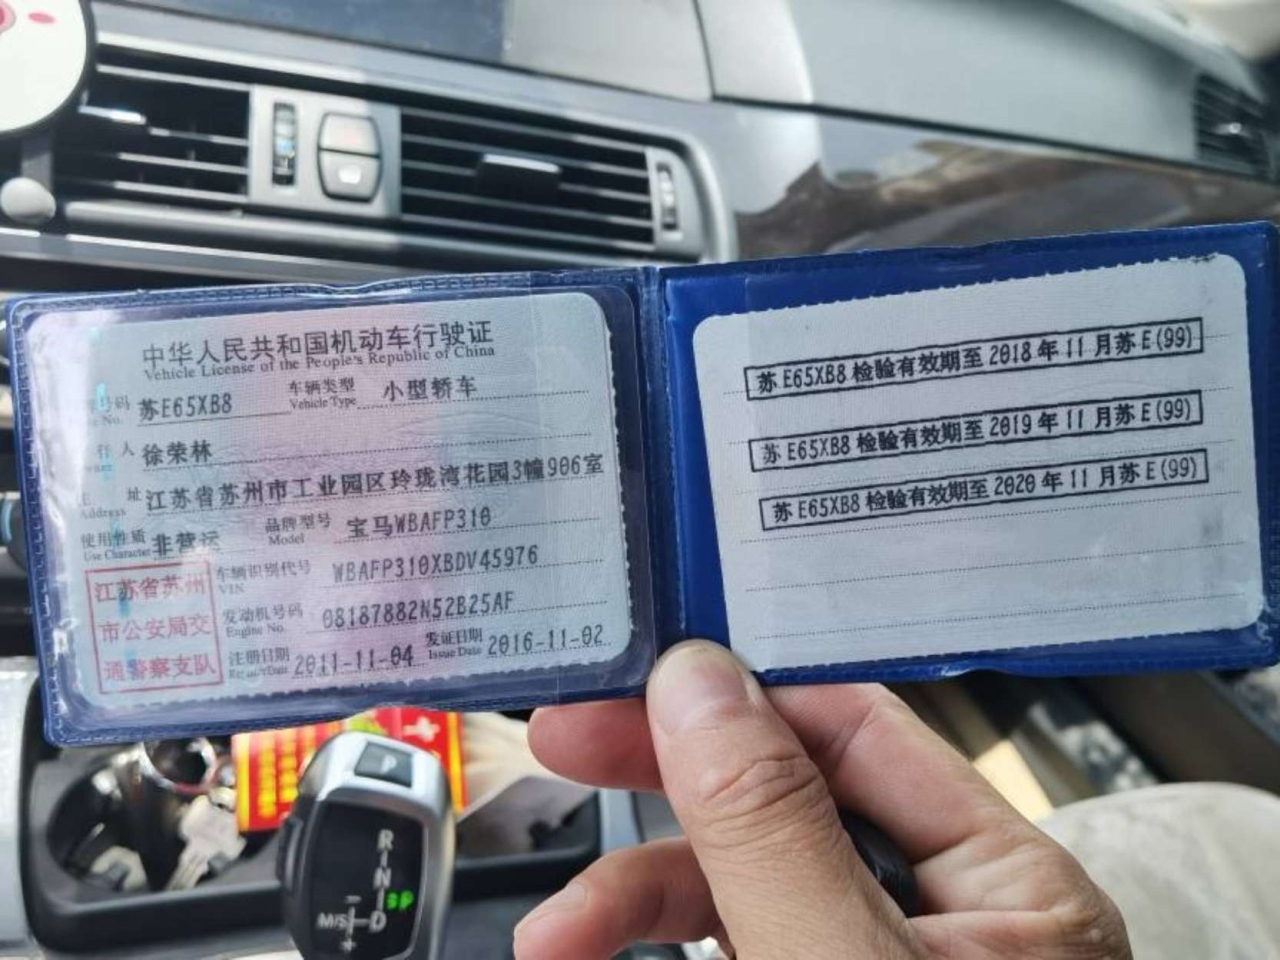 中华人民共和国机动车行驶证
Vehicle License of the People's Republic of China
号码 苏E65XB8 车辆类型 小型轿车
No. Vehicle Type
有人 徐荣林
址 江苏省苏州市工业园区玲珑湾花园3幢906室
Address
使用性质 非营运 品牌型号 宝马WBAFP310
Use Character Model
江苏省苏州
市公安局交
通警察支队
车辆识别代号 WBAFP310XBDV45976
VIN
发动机号码 08187882N52B25AF
Engine No.
注册日期 2011-11-04 发证日期 2016-11-02
Register Date Issue Date
苏E65XB8检验有效期至2018年11月苏E(99)
苏E65XB8检验有效期至2019年11月苏E(99)
苏E65XB8检验有效期至2020年11月苏E(99)
P
R
N
D
M/S